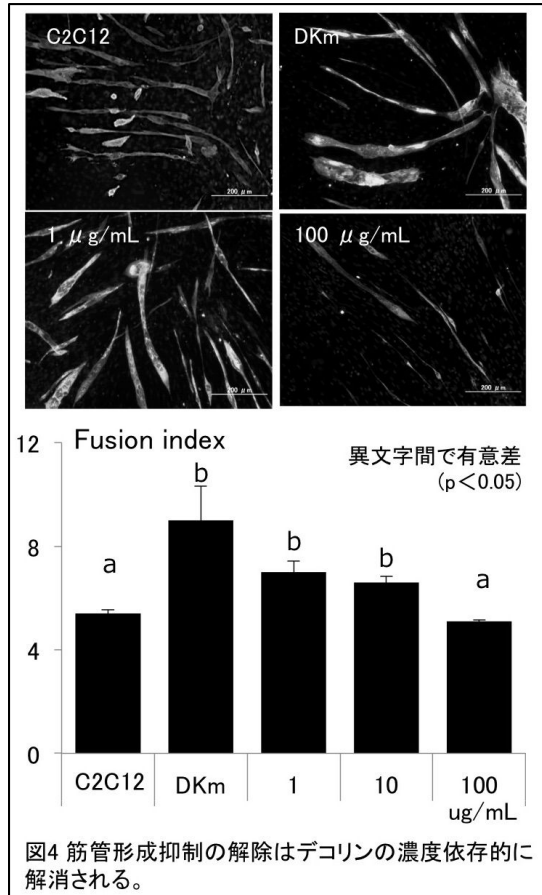 C2C12
DKm
200 μm
200 μm
1 μg/mL
100 μg/mL
200 μm
200 μm
Fusion index
異文字間で有意差
(p<0.05)
12
8
4
0
a
b
b
b
a
C2C12
DKm
1
10
100
ug/mL
図4 筋管形成抑制の解除はデコリンの濃度依存的に
解消される。